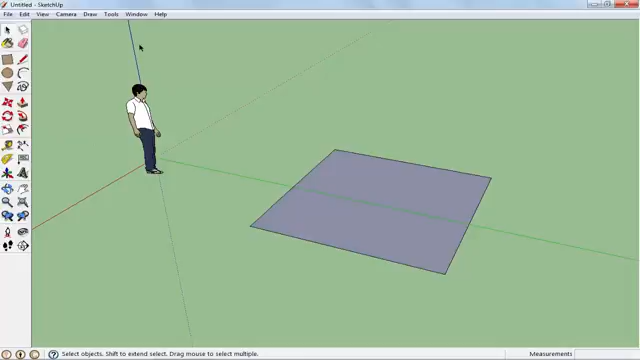 Untitled - SketchUp
File Edit View Camera Draw Tools Window Help
Select objects. Shift to extend select. Drag mouse to select multiple.
Measurements